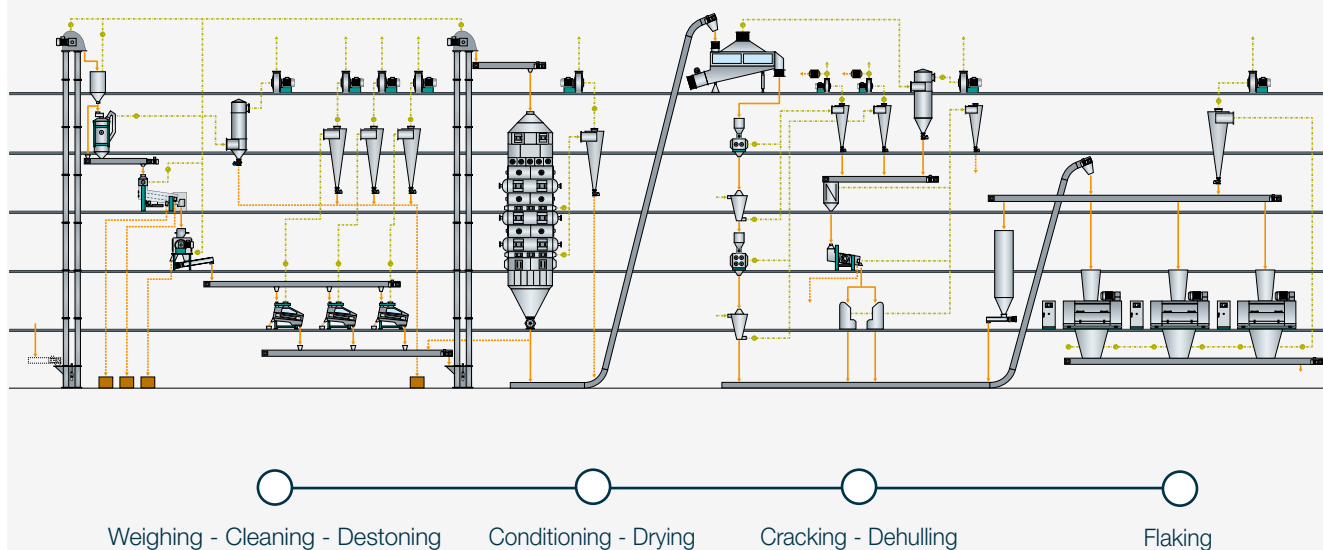 Weighing - Cleaning - Destoning
Conditioning - Drying
Cracking - Dehulling
Flaking